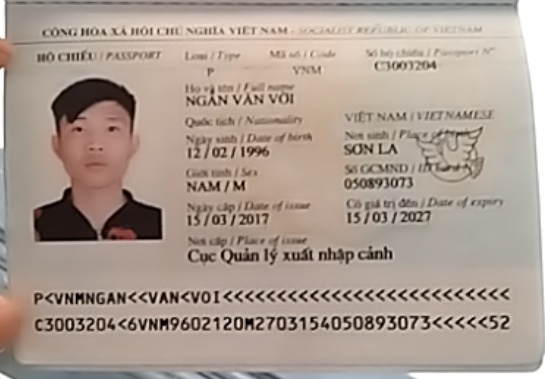 CỘNG HÒA XÃ HỘI CHỦ NGHĨA VIỆT NAM - SOCIALIST REPUBLIC OF VIETNAM
HỘ CHIẾU / PASSPORT Loại / Type Mã số / Code Số hộ chiếu / Passport Nº
P VNM C3003204
Họ và tên / Full name
NGÂN VĂN VÒI
Quốc tịch / Nationality VIỆT NAM / VIETNAMESE
Ngày sinh / Date of birth Nơi sinh / Place of
12 / 02 / 1996 SƠN LA
Giới tính / Sex Số GCMND /
NAM / M 050893073
Ngày cấp / Date of issue Có giá trị đến / Date of expiry
15 / 03 / 2017 15 / 03 / 2027
Nơi cấp / Place of issue
Cục Quản lý xuất nhập cảnh
P<VNMNGAN<<VAN<VOI<<<<<<<<<<<<<<<<<<<<<<<<<<
C3003204<6VNM9602120M2703154050893073<<<<<52